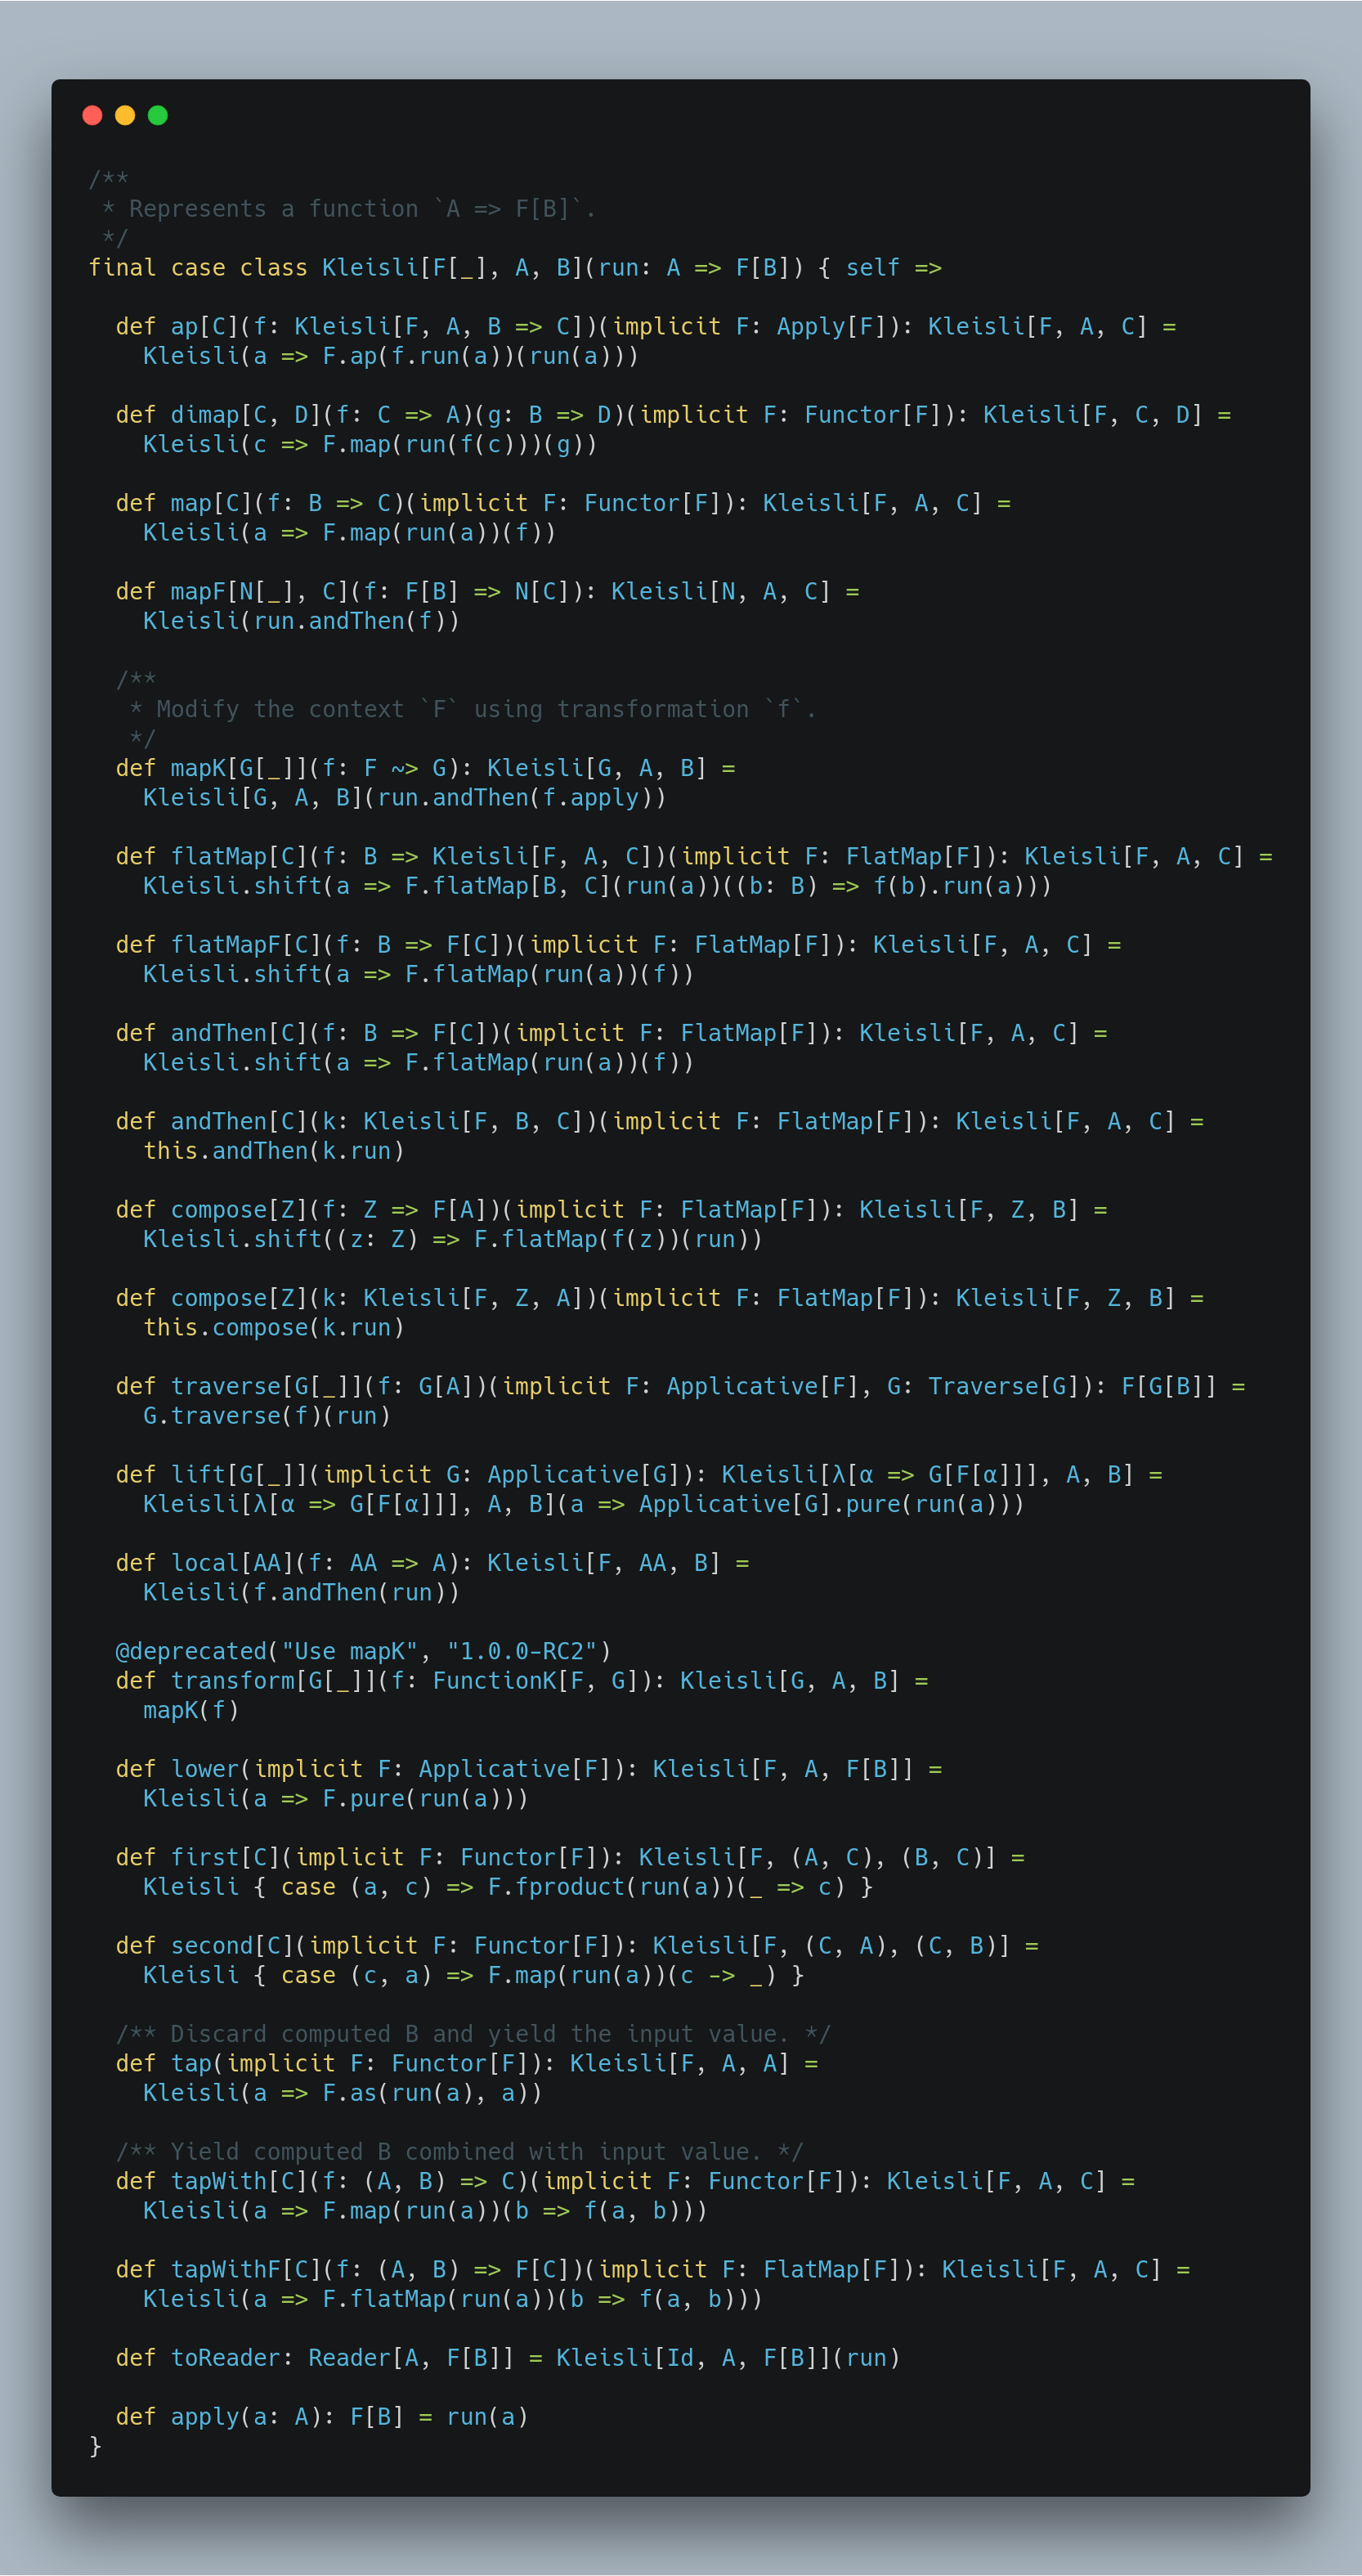 /**
 * Represents a function `A => F[B]`.
 */
final case class Kleisli[F[_], A, B](run: A => F[B]) { self =>

  def ap[C](f: Kleisli[F, A, B => C])(implicit F: Apply[F]): Kleisli[F, A, C] =
    Kleisli(a => F.ap(f.run(a))(run(a)))

  def dimap[C, D](f: C => A)(g: B => D)(implicit F: Functor[F]): Kleisli[F, C, D] =
    Kleisli(c => F.map(run(f(c)))(g))

  def map[C](f: B => C)(implicit F: Functor[F]): Kleisli[F, A, C] =
    Kleisli(a => F.map(run(a))(f))

  def mapF[N[_], C](f: F[B] => N[C]): Kleisli[N, A, C] =
    Kleisli(run.andThen(f))

  /**
   * Modify the context `F` using transformation `f`.
   */
  def mapK[G[_]](f: F ~> G): Kleisli[G, A, B] =
    Kleisli[G, A, B](run.andThen(f.apply))

  def flatMap[C](f: B => Kleisli[F, A, C])(implicit F: FlatMap[F]): Kleisli[F, A, C] =
    Kleisli.shift(a => F.flatMap[B, C](run(a))((b: B) => f(b).run(a)))

  def flatMapF[C](f: B => F[C])(implicit F: FlatMap[F]): Kleisli[F, A, C] =
    Kleisli.shift(a => F.flatMap(run(a))(f))

  def andThen[C](f: B => F[C])(implicit F: FlatMap[F]): Kleisli[F, A, C] =
    Kleisli.shift(a => F.flatMap(run(a))(f))

  def andThen[C](k: Kleisli[F, B, C])(implicit F: FlatMap[F]): Kleisli[F, A, C] =
    this.andThen(k.run)

  def compose[Z](f: Z => F[A])(implicit F: FlatMap[F]): Kleisli[F, Z, B] =
    Kleisli.shift((z: Z) => F.flatMap(f(z))(run))

  def compose[Z](k: Kleisli[F, Z, A])(implicit F: FlatMap[F]): Kleisli[F, Z, B] =
    this.compose(k.run)

  def traverse[G[_]](f: G[A])(implicit F: Applicative[F], G: Traverse[G]): F[G[B]] =
    G.traverse(f)(run)

  def lift[G[_]](implicit G: Applicative[G]): Kleisli[λ[α => G[F[α]]], A, B] =
    Kleisli[λ[α => G[F[α]]], A, B](a => Applicative[G].pure(run(a)))

  def local[AA](f: AA => A): Kleisli[F, AA, B] =
    Kleisli(f.andThen(run))

  @deprecated("Use mapK", "1.0.0-RC2")
  def transform[G[_]](f: FunctionK[F, G]): Kleisli[G, A, B] =
    mapK(f)

  def lower(implicit F: Applicative[F]): Kleisli[F, A, F[B]] =
    Kleisli(a => F.pure(run(a)))

  def first[C](implicit F: Functor[F]): Kleisli[F, (A, C), (B, C)] =
    Kleisli { case (a, c) => F.fproduct(run(a))(_ => c) }

  def second[C](implicit F: Functor[F]): Kleisli[F, (C, A), (C, B)] =
    Kleisli { case (c, a) => F.map(run(a))(c -> _) }

  /** Discard computed B and yield the input value. */
  def tap(implicit F: Functor[F]): Kleisli[F, A, A] =
    Kleisli(a => F.as(run(a), a))

  /** Yield computed B combined with input value. */
  def tapWith[C](f: (A, B) => C)(implicit F: Functor[F]): Kleisli[F, A, C] =
    Kleisli(a => F.map(run(a))(b => f(a, b)))

  def tapWithF[C](f: (A, B) => F[C])(implicit F: FlatMap[F]): Kleisli[F, A, C] =
    Kleisli(a => F.flatMap(run(a))(b => f(a, b)))

  def toReader: Reader[A, F[B]] = Kleisli[Id, A, F[B]](run)

  def apply(a: A): F[B] = run(a)
}